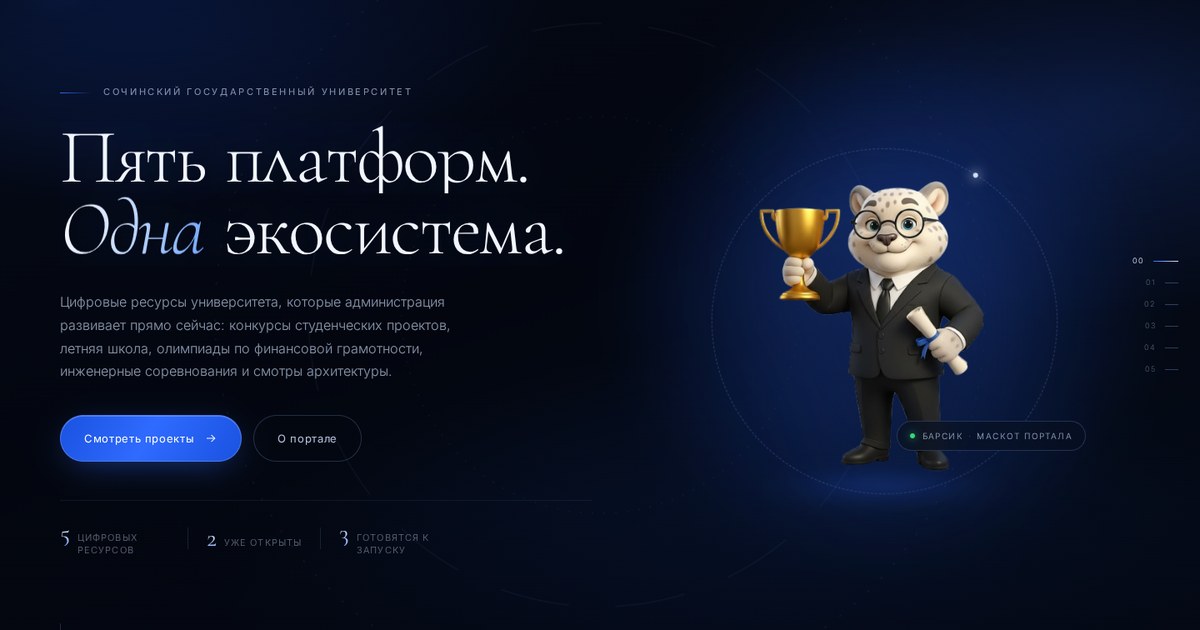 СОЧИНСКИЙ ГОСУДАРСТВЕННЫЙ УНИВЕРСИТЕТ
Пять платформ.
Одна экосистема.
Цифровые ресурсы университета, которые администрация
развивает прямо сейчас: конкурсы студенческих проектов,
летняя школа, олимпиады по финансовой грамотности,
инженерные соревнования и смотры архитектуры.
Смотреть проекты →
О портале
5 ЦИФРОВЫХ
РЕСУРСОВ
2 УЖЕ ОТКРЫТЫ
3 ГОТОВЯТСЯ К
ЗАПУСКУ
БАРСИК · МАСКОТ ПОРТАЛА
00
01
02
03
04
05